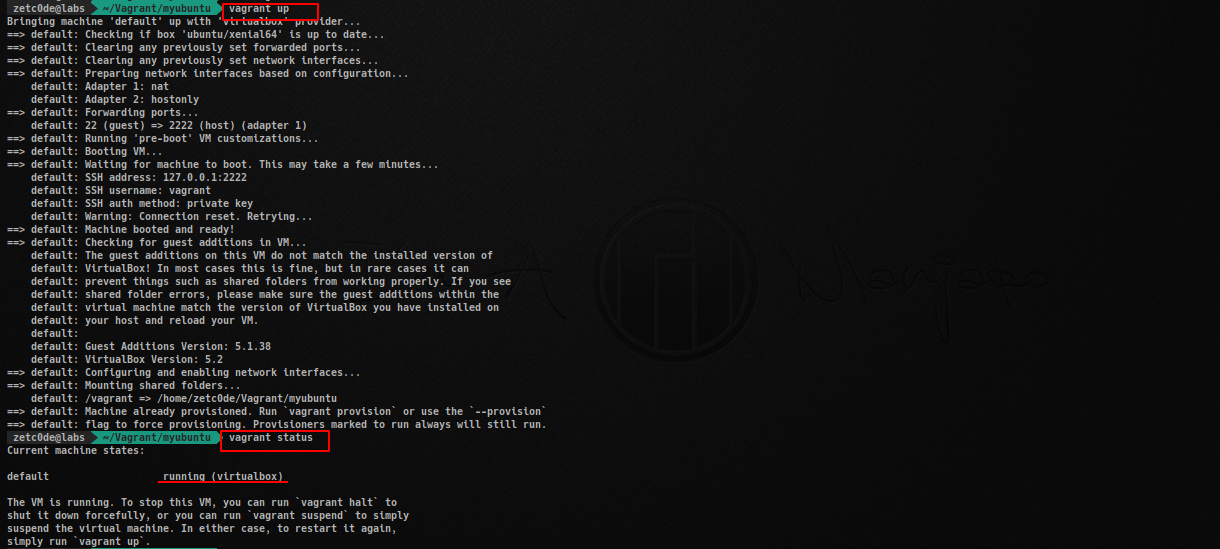 zetc0de@labs ~/Vagrant/myubuntu vagrant up
Bringing machine 'default' up with 'virtualbox' provider...
==> default: Checking if box 'ubuntu/xenial64' is up to date...
==> default: Clearing any previously set forwarded ports...
==> default: Clearing any previously set network interfaces...
==> default: Preparing network interfaces based on configuration...
default: Adapter 1: nat
default: Adapter 2: hostonly
==> default: Forwarding ports...
default: 22 (guest) => 2222 (host) (adapter 1)
==> default: Running 'pre-boot' VM customizations...
==> default: Booting VM...
==> default: Waiting for machine to boot. This may take a few minutes...
default: SSH address: 127.0.0.1:2222
default: SSH username: vagrant
default: SSH auth method: private key
default: Warning: Connection reset. Retrying...
==> default: Machine booted and ready!
==> default: Checking for guest additions in VM...
default: The guest additions on this VM do not match the installed version of
default: VirtualBox! In most cases this is fine, but in rare cases it can
default: prevent things such as shared folders from working properly. If you see
default: shared folder errors, please make sure the guest additions within the
default: virtual machine match the version of VirtualBox you have installed on
default: your host and reload your VM.
default:
default: Guest Additions Version: 5.1.38
default: VirtualBox Version: 5.2
==> default: Configuring and enabling network interfaces...
==> default: Mounting shared folders...
default: /vagrant => /home/zetc0de/Vagrant/myubuntu
==> default: Machine already provisioned. Run `vagrant provision` or use the `--provision`
==> default: flag to force provisioning. Provisioners marked to run always will still run.
zetc0de@labs ~/Vagrant/myubuntu vagrant status
Current machine states:
default running (virtualbox)
The VM is running. To stop this VM, you can run `vagrant halt` to
shut it down forcefully, or you can run `vagrant suspend` to simply
suspend the virtual machine. In either case, to restart it again,
simply run `vagrant up`.
Manjaro